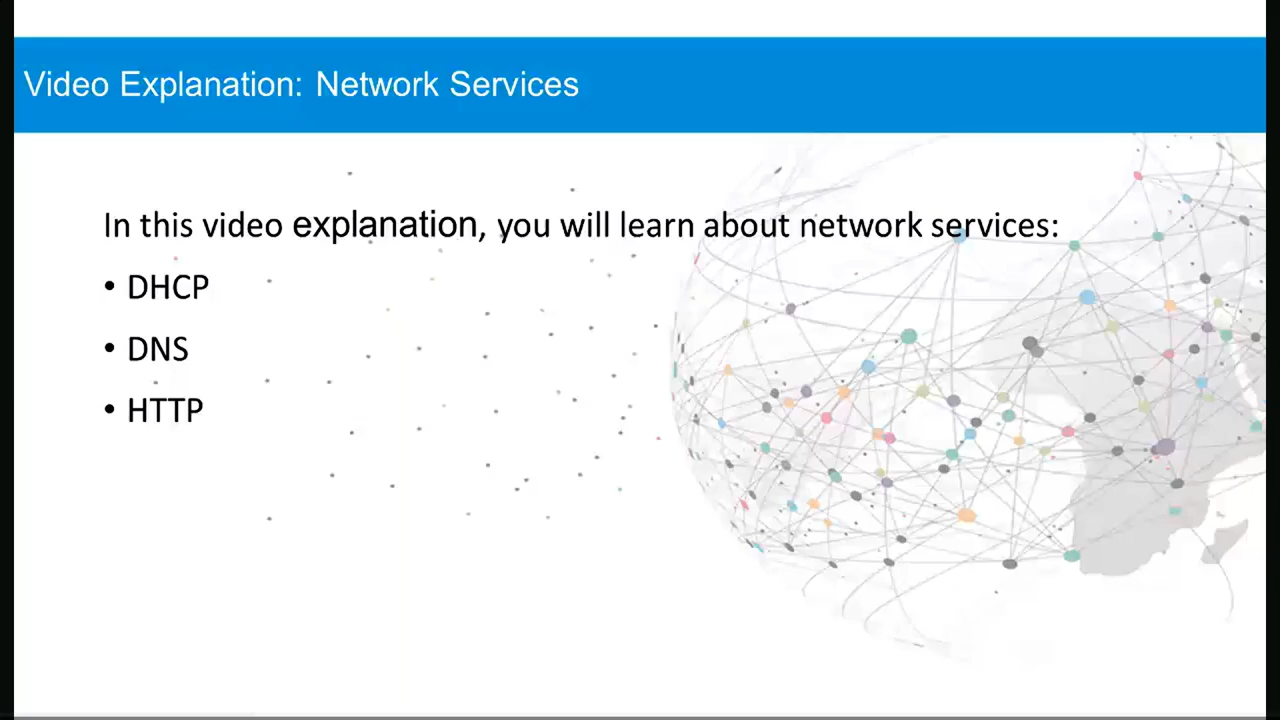 Video Explanation: Network Services
In this video explanation, you will learn about network services:
• DHCP
• DNS
• HTTP